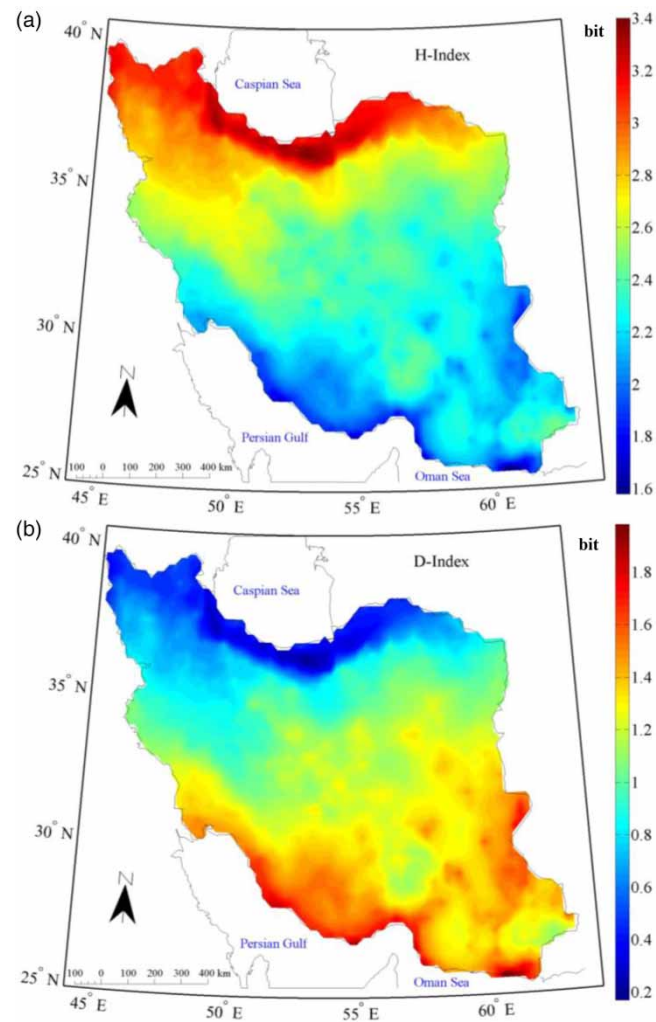 (a)
40° N
35° N
30° N
25° N
H-Index
bit
Caspian Sea
3.4
3.2
3
2.8
2.6
2.4
2.2
2
1.8
1.6
N
Persian Gulf
Oman Sea
100 0 100 200 300 400 km
45° E
50° E
55° E
60° E
(b)
40° N
35° N
30° N
25° N
D-Index
bit
Caspian Sea
1.8
1.6
1.4
1.2
1
0.8
0.6
0.4
0.2
N
Persian Gulf
Oman Sea
100 0 100 200 300 400 km
45° E
50° E
55° E
60° E